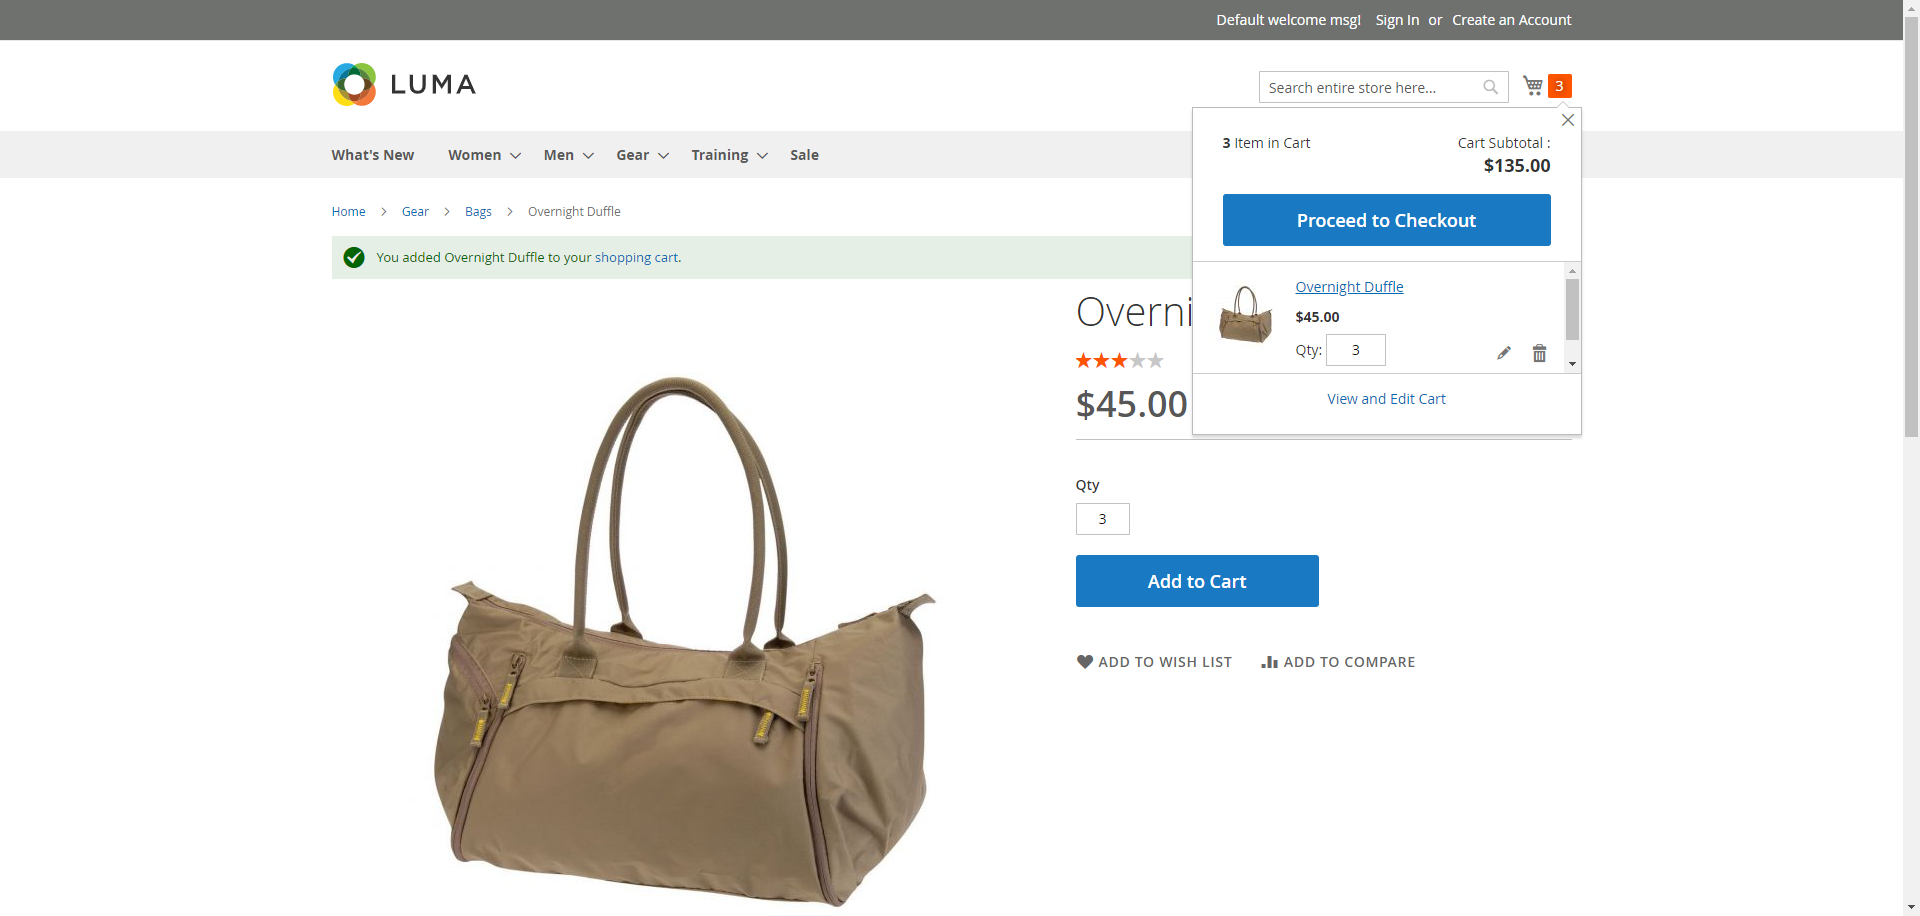 Default welcome msg! Sign In or Create an Account
LUMA
Search entire store here...
3
What's New Women Men Gear Training Sale
3 Item in Cart
Cart Subtotal :
$135.00
Proceed to Checkout
Overnight Duffle
$45.00
Qty: 3
View and Edit Cart
Home Gear Bags Overnight Duffle
You added Overnight Duffle to your shopping cart.
Overni
$45.00
Qty
3
Add to Cart
ADD TO WISH LIST ADD TO COMPARE